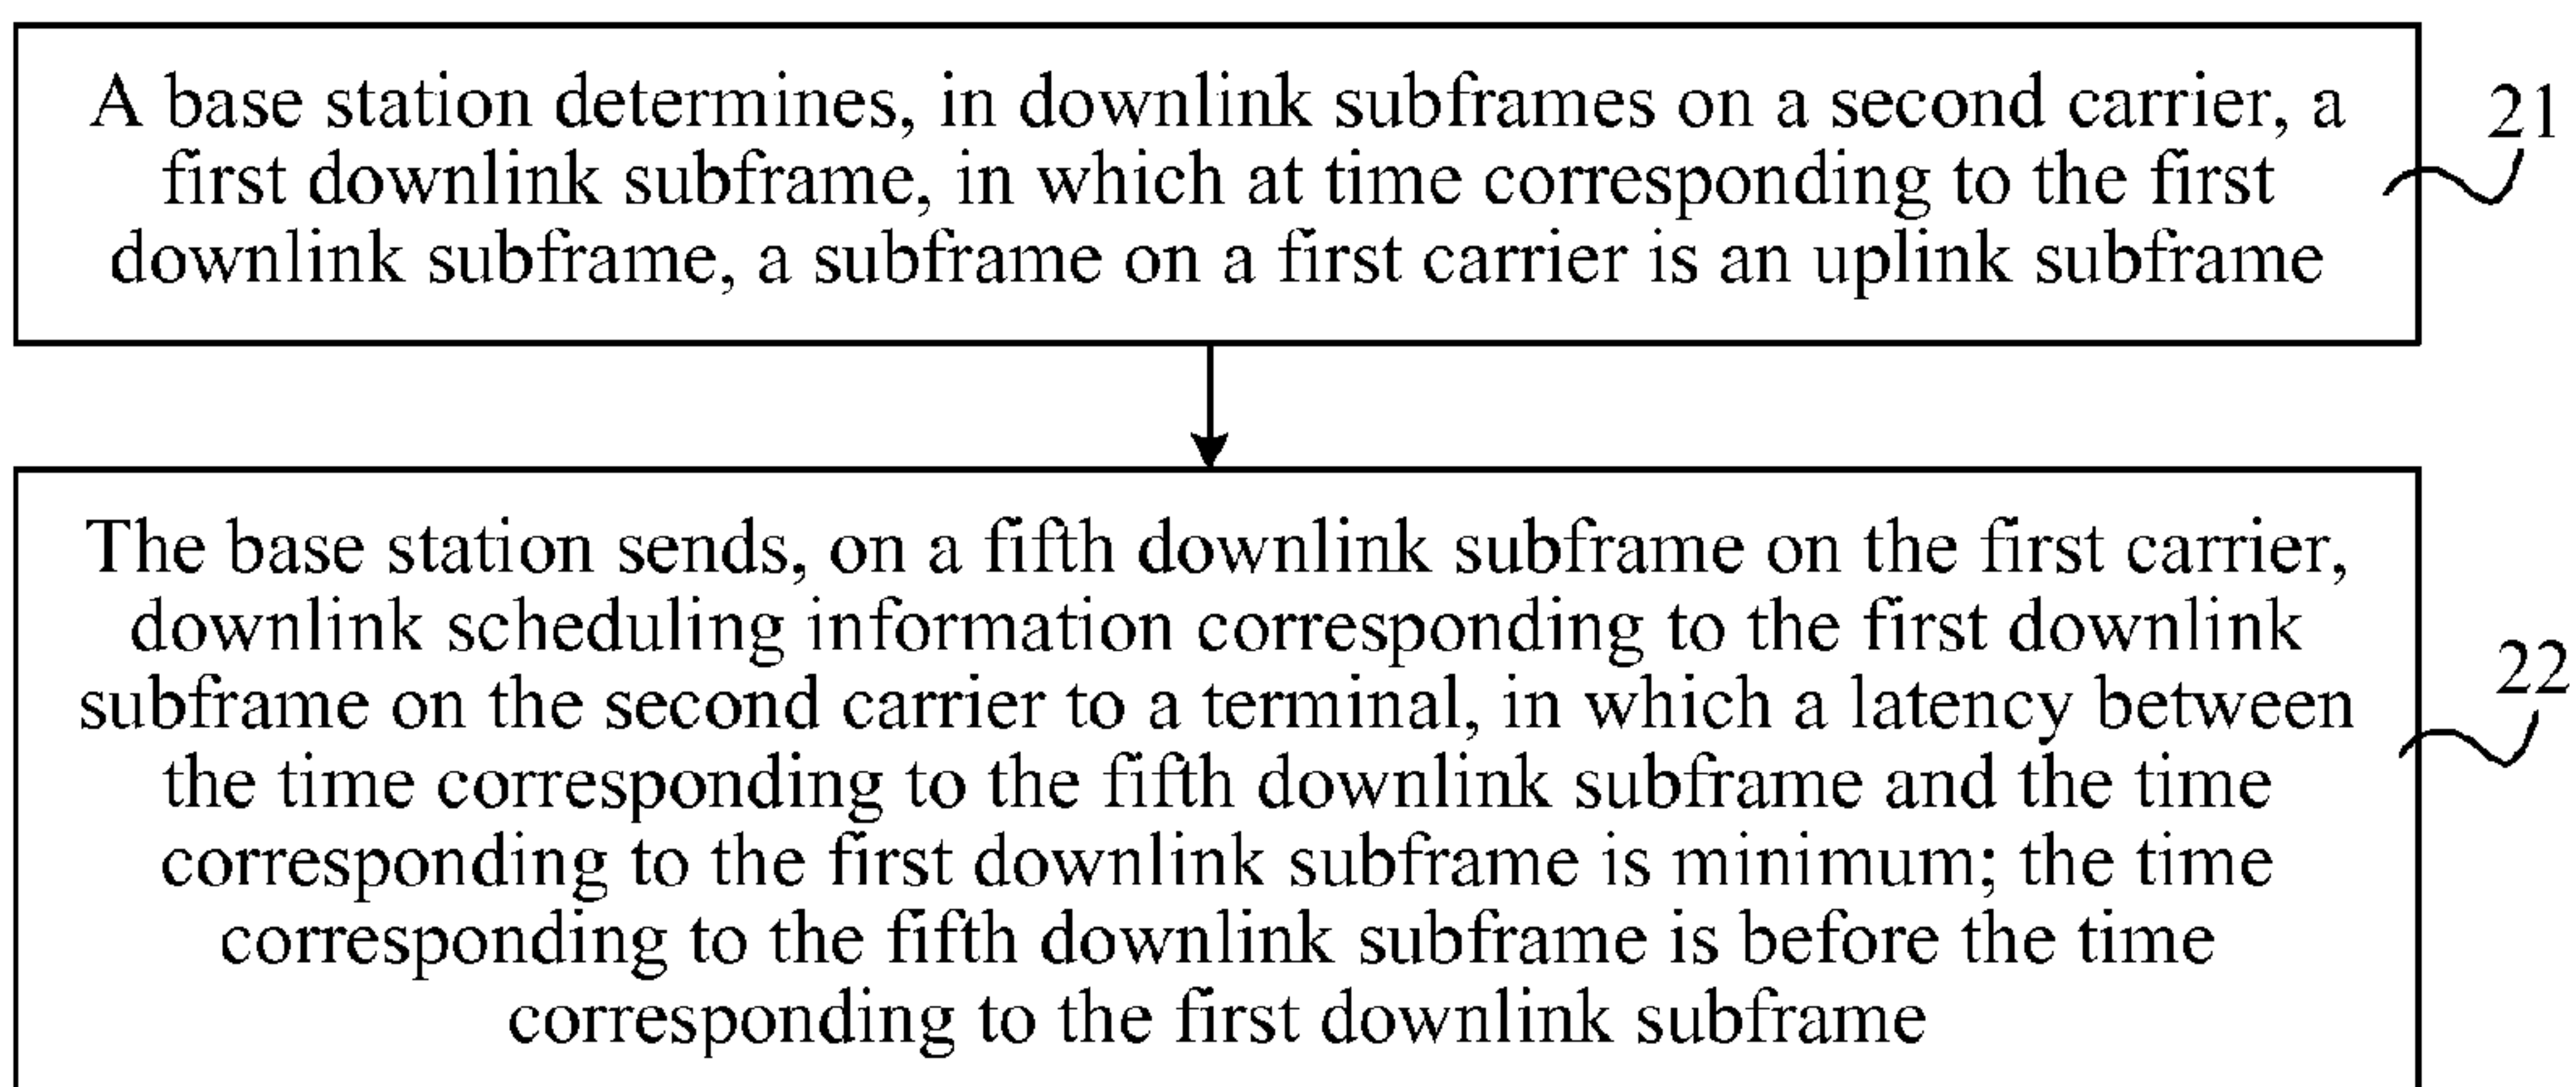 A base station determines, in downlink subframes on a second carrier, a
first downlink subframe, in which at time corresponding to the first
downlink subframe, a subframe on a first carrier is an uplink subframe
21
The base station sends, on a fifth downlink subframe on the first carrier,
downlink scheduling information corresponding to the first downlink
subframe on the second carrier to a terminal, in which a latency between
the time corresponding to the fifth downlink subframe and the time
corresponding to the first downlink subframe is minimum; the time
corresponding to the fifth downlink subframe is before the time
corresponding to the first downlink subframe
22